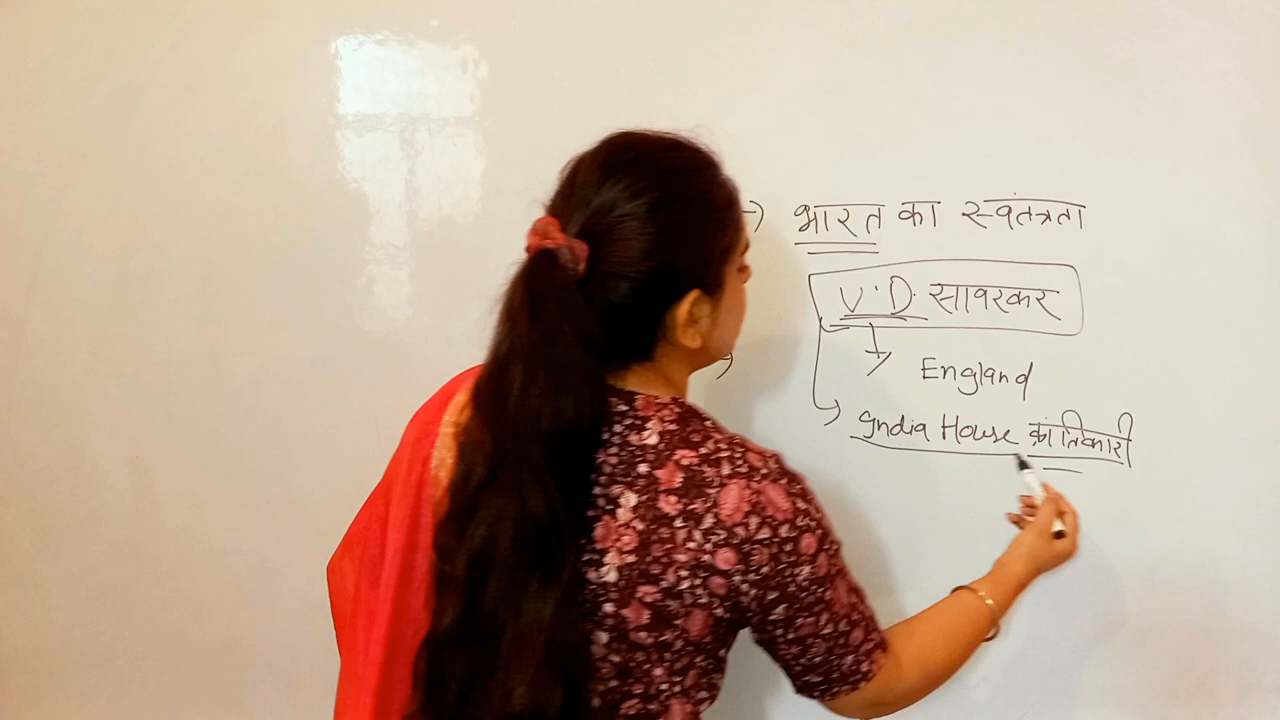 → भारत का स्वतंत्रता
V.D. सावरकर
→ England
→ India House क्रांतिकारी